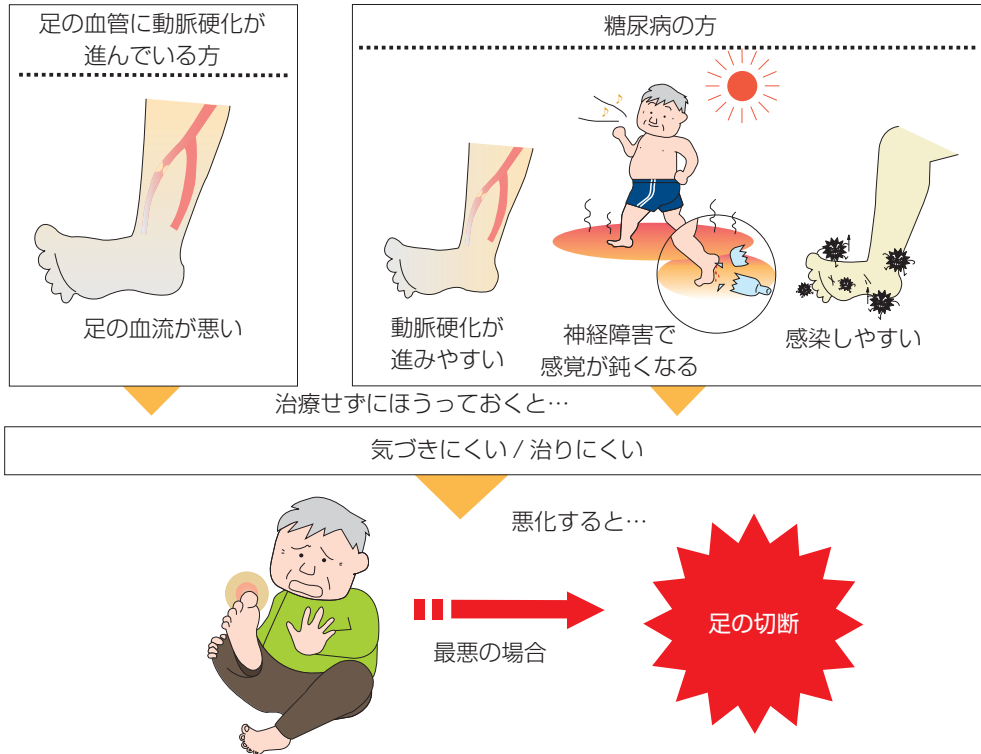 足の血管に動脈硬化が
進んでいる方
足の血流が悪い
糖尿病の方
動脈硬化が
進みやすい
神経障害で
感覚が鈍くなる
感染しやすい
治療せずにほうっておくと…
気づきにくい / 治りにくい
悪化すると…
最悪の場合
足の切断